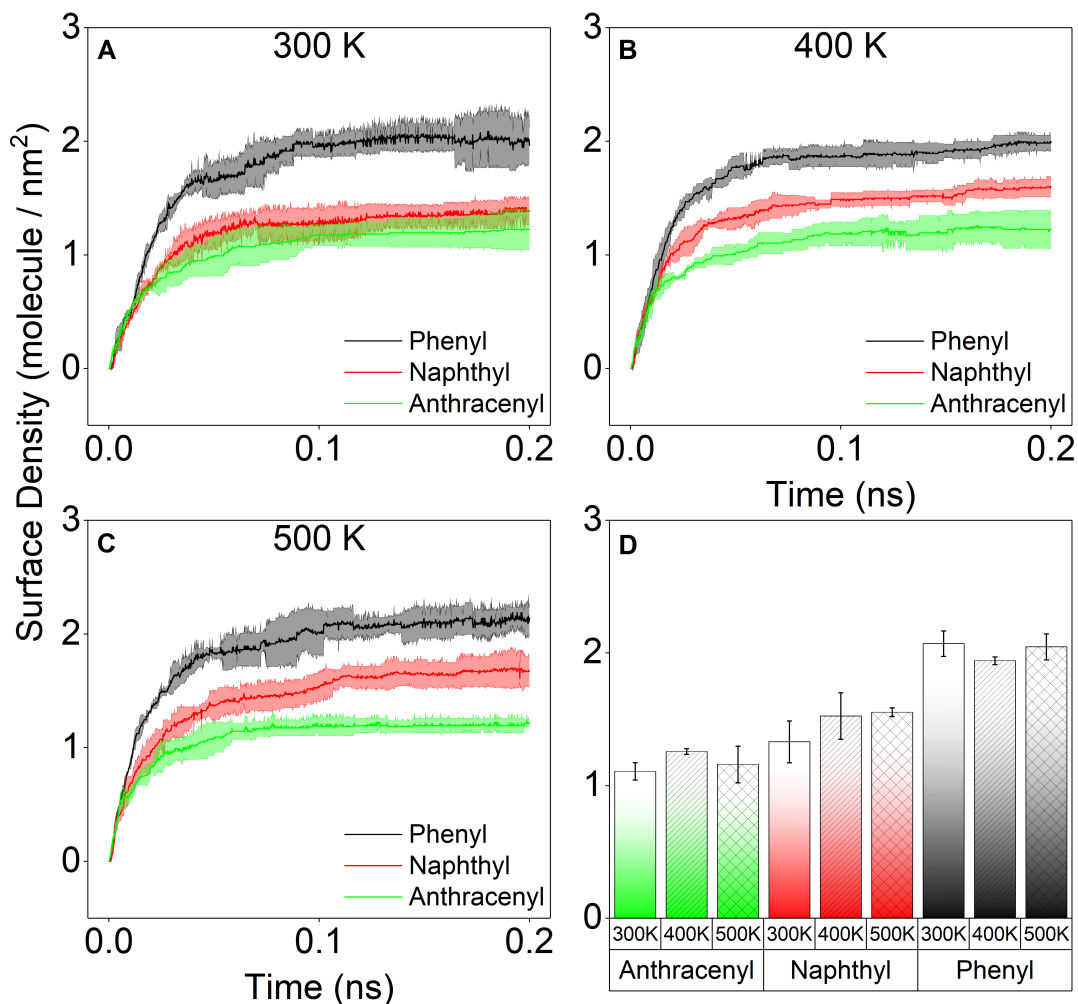 Surface Density (molecule / nm²)
A
300 K
3
2
1
0
Phenyl
Naphthyl
Anthracenyl
0.0
0.1
0.2
B
400 K
3
2
1
0
Phenyl
Naphthyl
Anthracenyl
0.0
0.1
0.2
Time (ns)
C
500 K
3
2
1
0
Phenyl
Naphthyl
Anthracenyl
0.0
0.1
0.2
Time (ns)
D
3
2
1
0
300K 400K 500K 300K 400K 500K 300K 400K 500K
Anthracenyl Naphthyl Phenyl